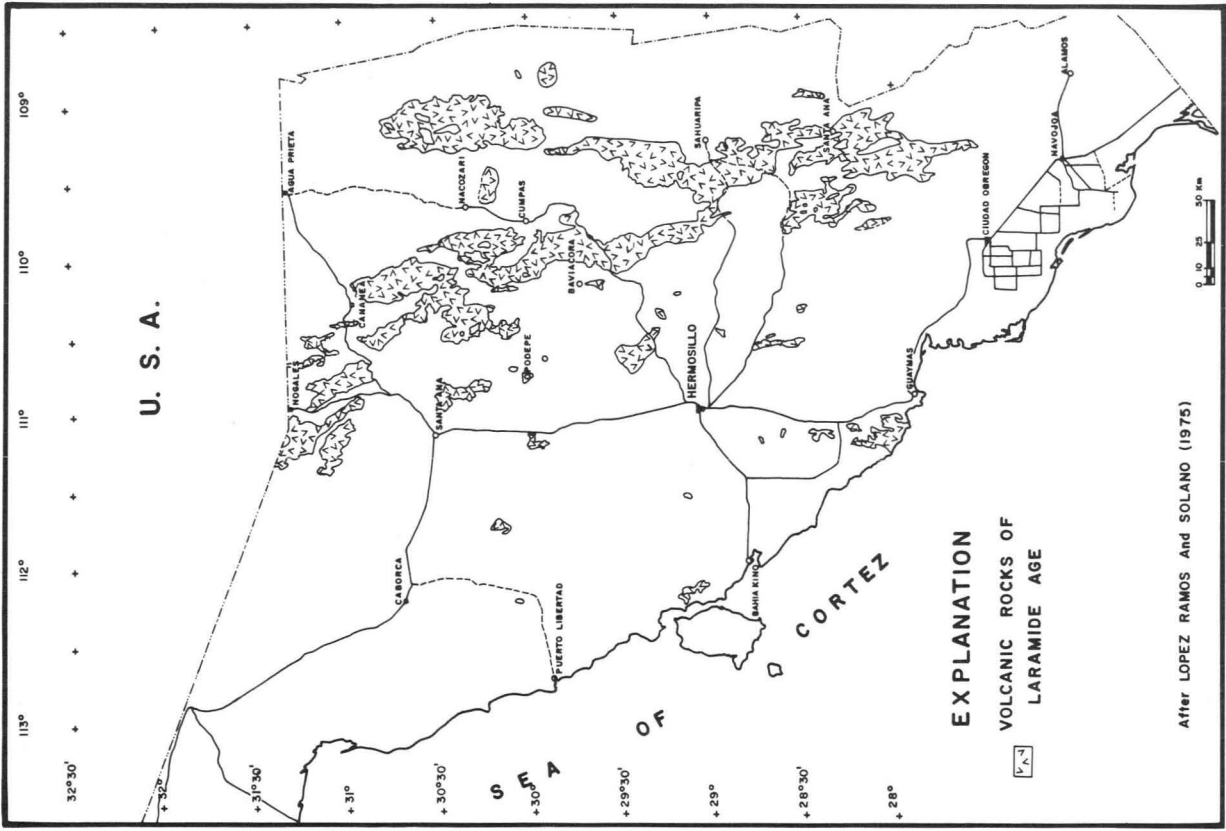 113°
112°
111°
110°
109°
32°30'
32°
31°30'
31°
30°30'
30°
29°30'
29°
28°30'
28°
U. S. A.
NOGALES
AGUA PRIETA
CANANEA
NACOZARI
CABORCA
SANTA ANA
CUMPAS
OPODEPE
BAVIACORA
PUERTO LIBERTAD
SAHUARIPA
HERMOSILLO
BAHIA KINO
SANTA ANA
GUAYMAS
CIUDAD OBREGON
NAVOJOA
ALAMOS
SEA OF CORTEZ
EXPLANATION
VOLCANIC ROCKS OF
LARAMIDE AGE
0 10 25 50 Km
After LOPEZ RAMOS And SOLANO (1975)